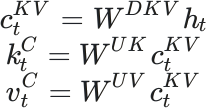 c_t^{KV} = W^{DKV} h_t
k_t^C = W^{UK} c_t^{KV}
v_t^C = W^{UV} c_t^{KV}